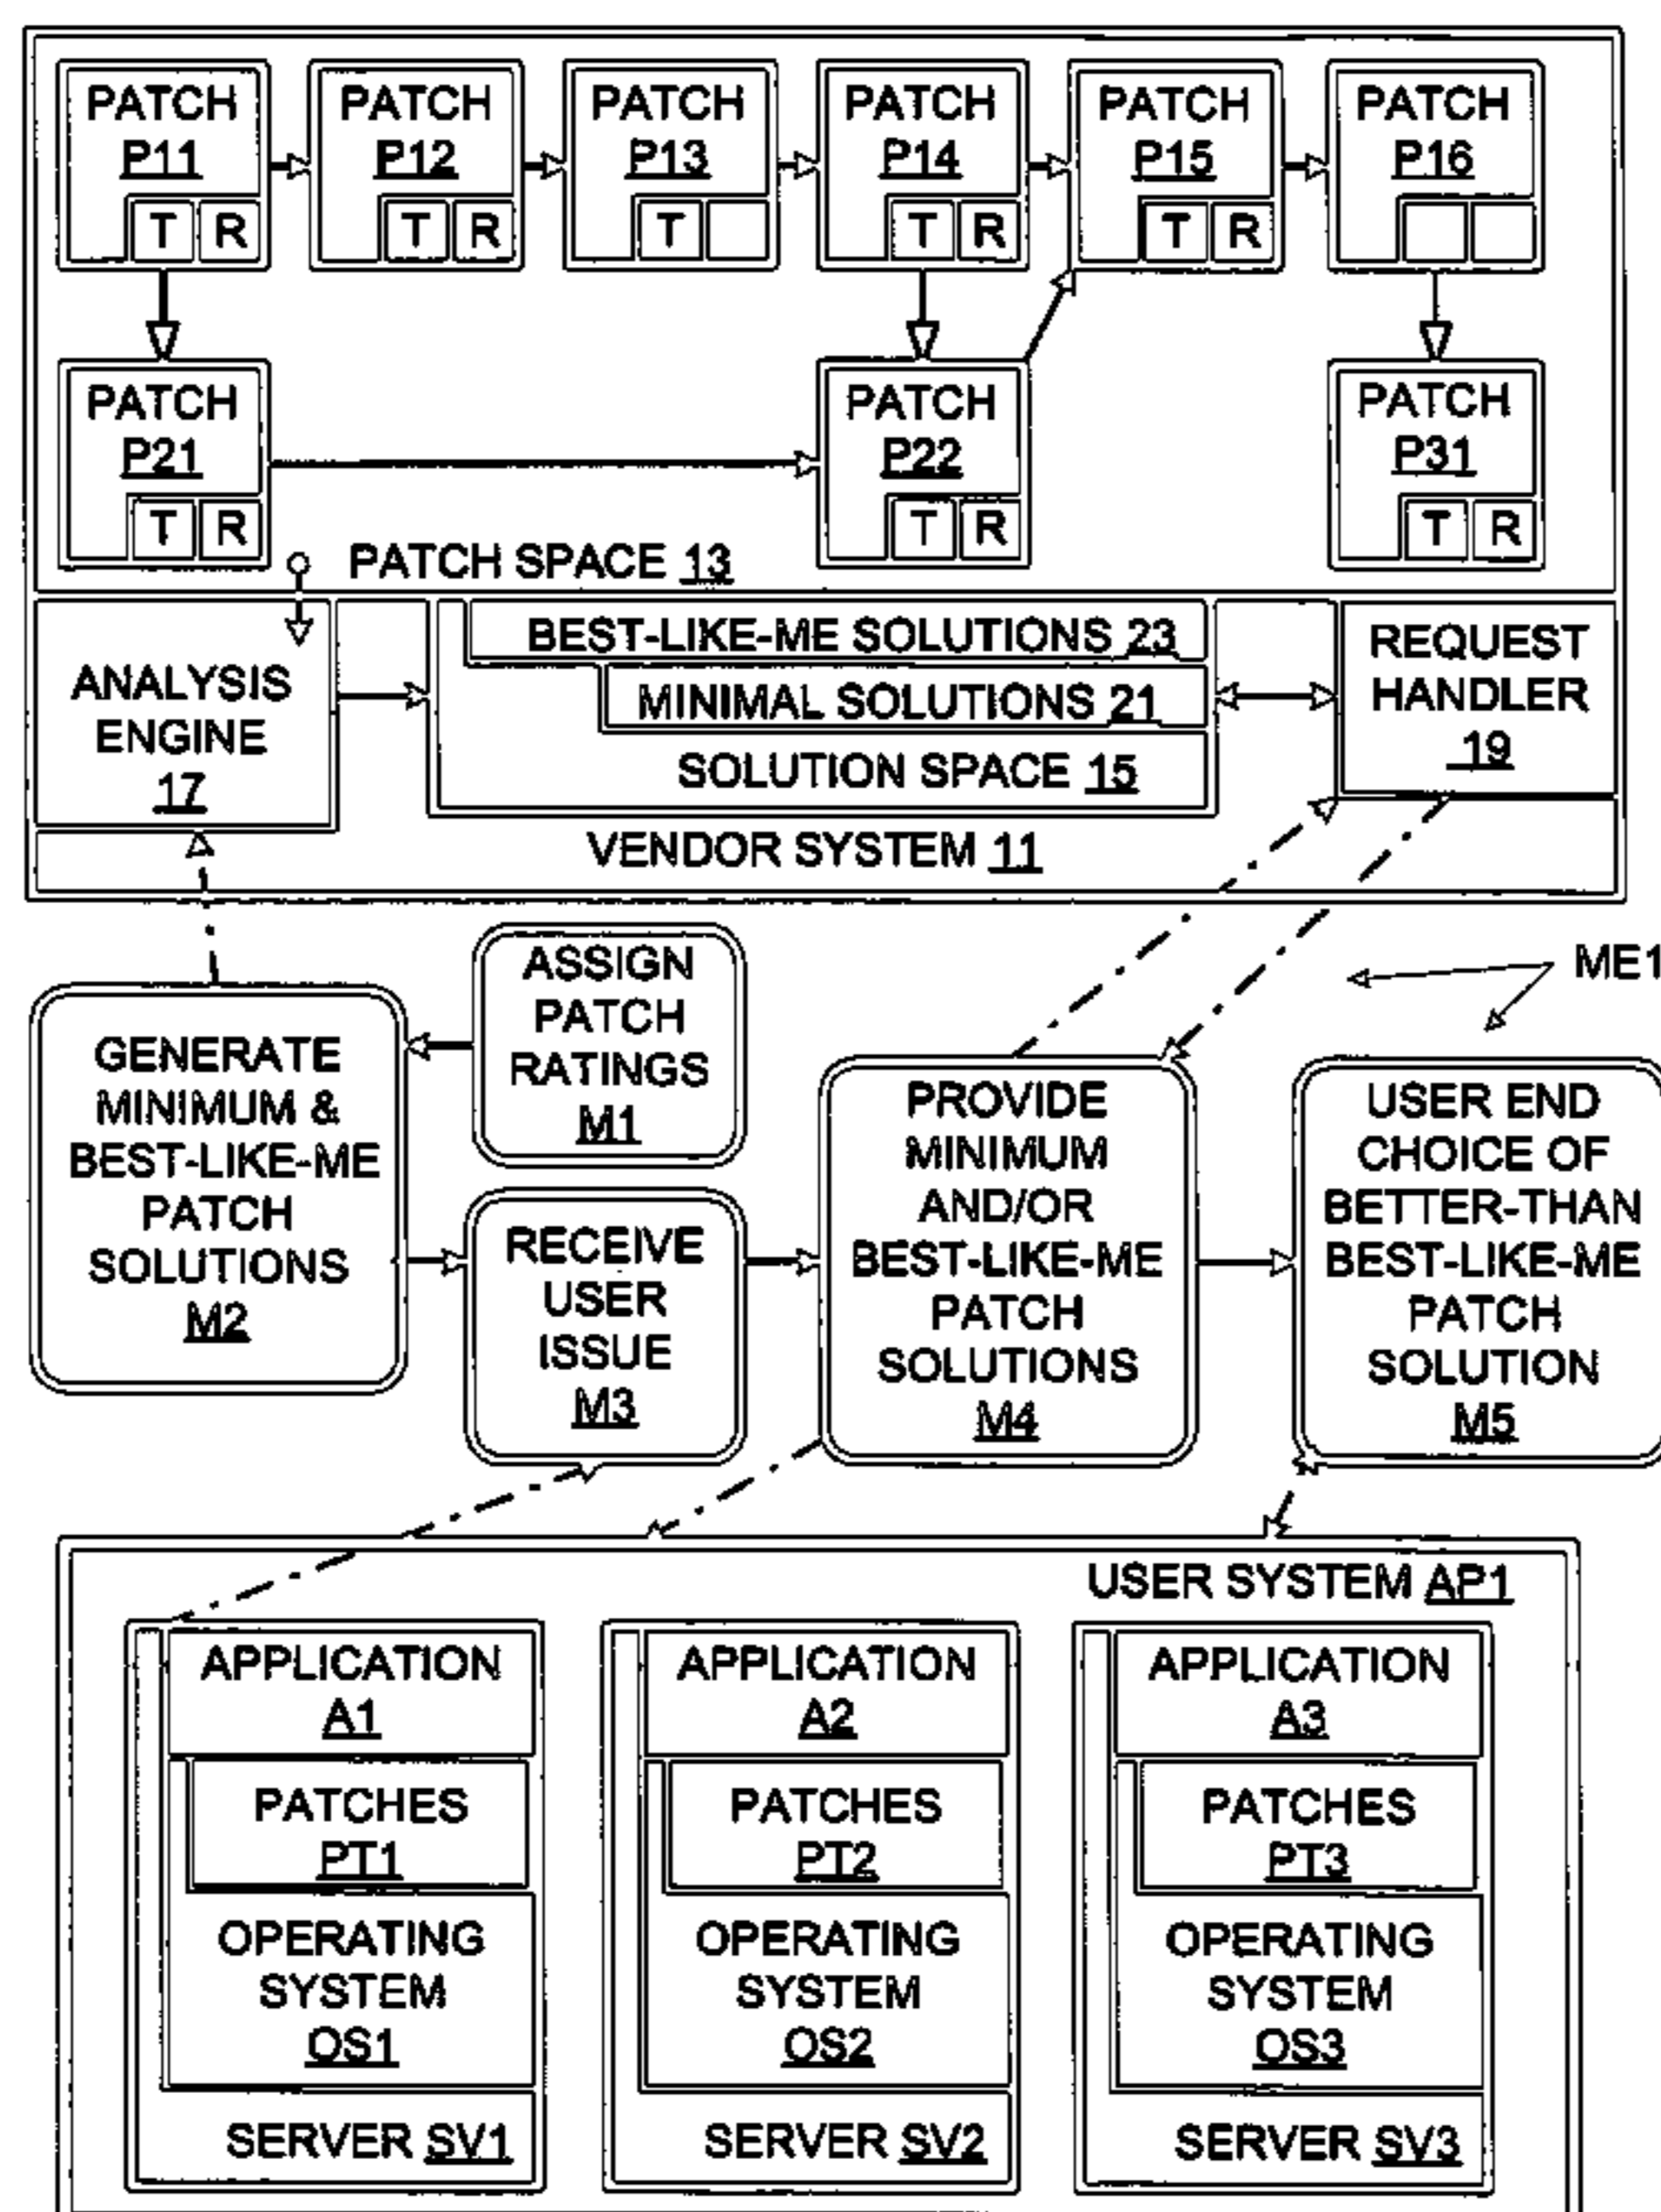 PATCH
P11
T R
PATCH
P12
T R
PATCH
P13
T
PATCH
P14
T R
PATCH
P15
T R
PATCH
P16
PATCH
P21
T R
PATCH
P22
T R
PATCH
P31
T R
PATCH SPACE 13
ANALYSIS
ENGINE
17
BEST-LIKE-ME SOLUTIONS 23
MINIMAL SOLUTIONS 21
SOLUTION SPACE 15
REQUEST
HANDLER
19
VENDOR SYSTEM 11
ME1
ASSIGN
PATCH
RATINGS
M1
GENERATE
MINIMUM &
BEST-LIKE-ME
PATCH
SOLUTIONS
M2
RECEIVE
USER
ISSUE
M3
PROVIDE
MINIMUM
AND/OR
BEST-LIKE-ME
PATCH
SOLUTIONS
M4
USER END
CHOICE OF
BETTER-THAN
BEST-LIKE-ME
PATCH
SOLUTION
M5
USER SYSTEM AP1
APPLICATION
A1
PATCHES
PT1
OPERATING
SYSTEM
OS1
SERVER SV1
APPLICATION
A2
PATCHES
PT2
OPERATING
SYSTEM
OS2
SERVER SV2
APPLICATION
A3
PATCHES
PT3
OPERATING
SYSTEM
OS3
SERVER SV3